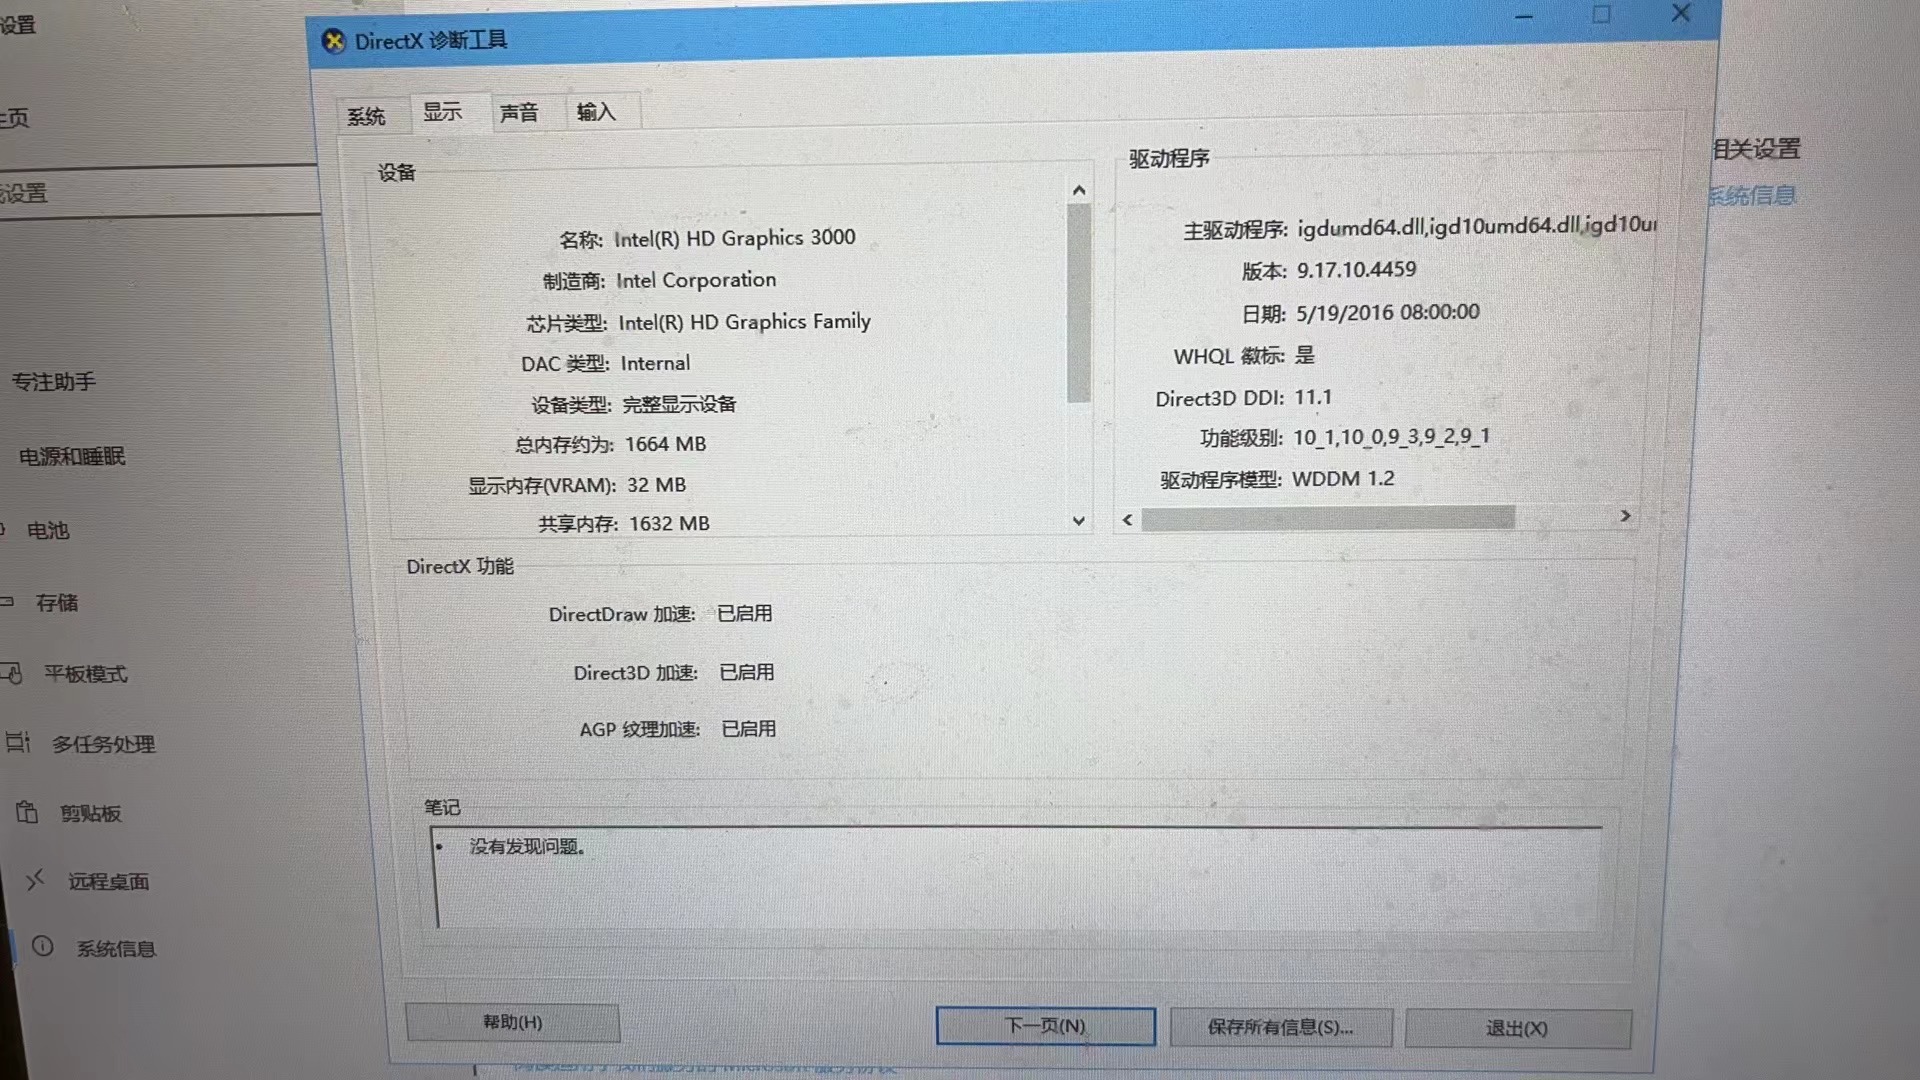 设置
DirectX 诊断工具
主页
系统
显示
声音
输入
设置
相关设置
系统信息
设备
名称: Intel(R) HD Graphics 3000
制造商: Intel Corporation
芯片类型: Intel(R) HD Graphics Family
DAC 类型: Internal
设备类型: 完整显示设备
总内存约为: 1664 MB
显示内存(VRAM): 32 MB
共享内存: 1632 MB
驱动程序
主驱动程序: igdumd64.dll,igd10umd64.dll,igd10u
版本: 9.17.10.4459
日期: 5/19/2016 08:00:00
WHQL 徽标: 是
Direct3D DDI: 11.1
功能级别: 10_1,10_0,9_3,9_2,9_1
驱动程序模型: WDDM 1.2
专注助手
电源和睡眠
电池
存储
平板模式
多任务处理
剪贴板
远程桌面
系统信息
DirectX 功能
DirectDraw 加速: 已启用
Direct3D 加速: 已启用
AGP 纹理加速: 已启用
笔记
• 没有发现问题。
帮助(H)
下一页(N)
保存所有信息(S)...
退出(X)